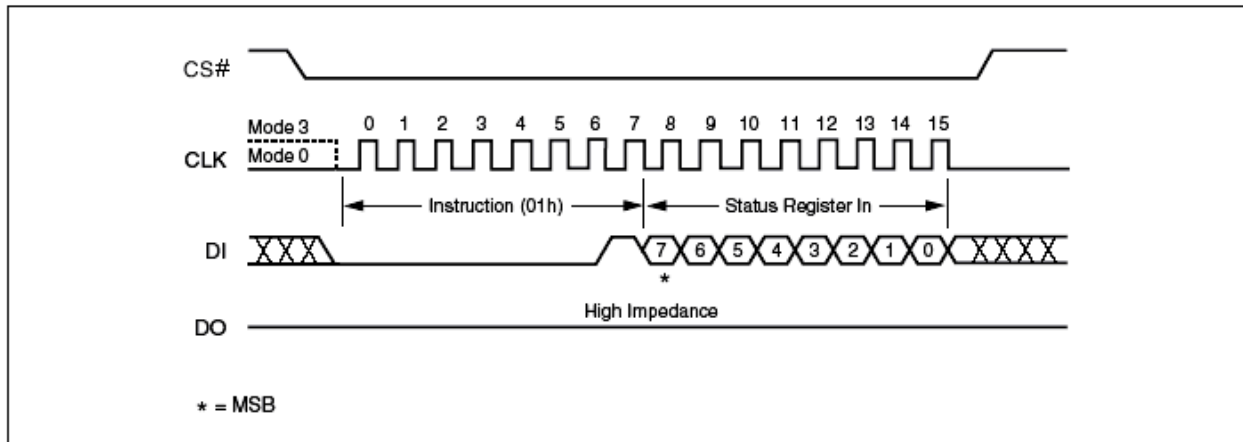 CS#
Mode 3
0 1 2 3 4 5 6 7 8 9 10 11 12 13 14 15
CLK
Mode 0
Instruction (01h)
Status Register In
DI
7 6 5 4 3 2 1 0
*
High Impedance
DO
* = MSB